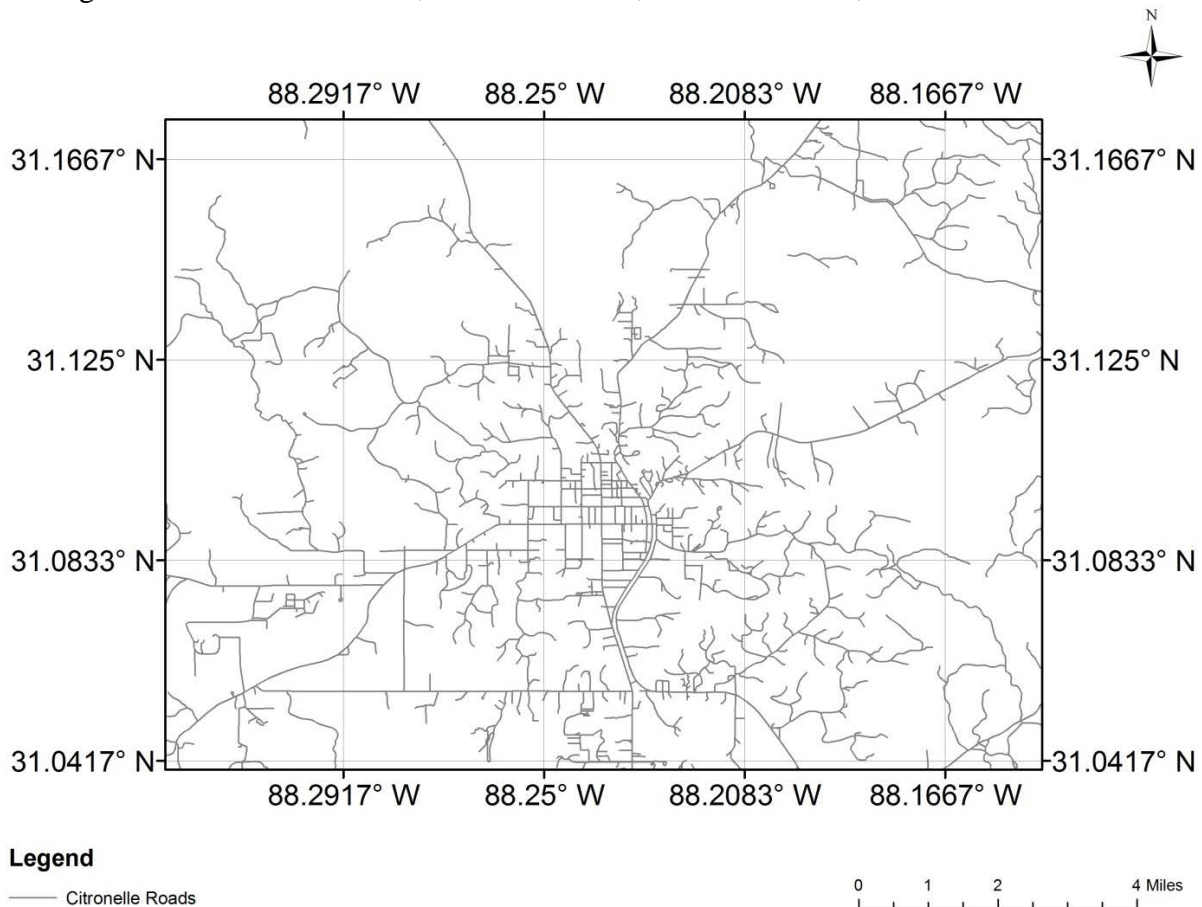 N
88.2917° W 88.25° W 88.2083° W 88.1667° W
31.1667° N 31.1667° N
31.125° N 31.125° N
31.0833° N 31.0833° N
31.0417° N 31.0417° N
88.2917° W 88.25° W 88.2083° W 88.1667° W
Legend
Citronelle Roads
0 1 2 4 Miles